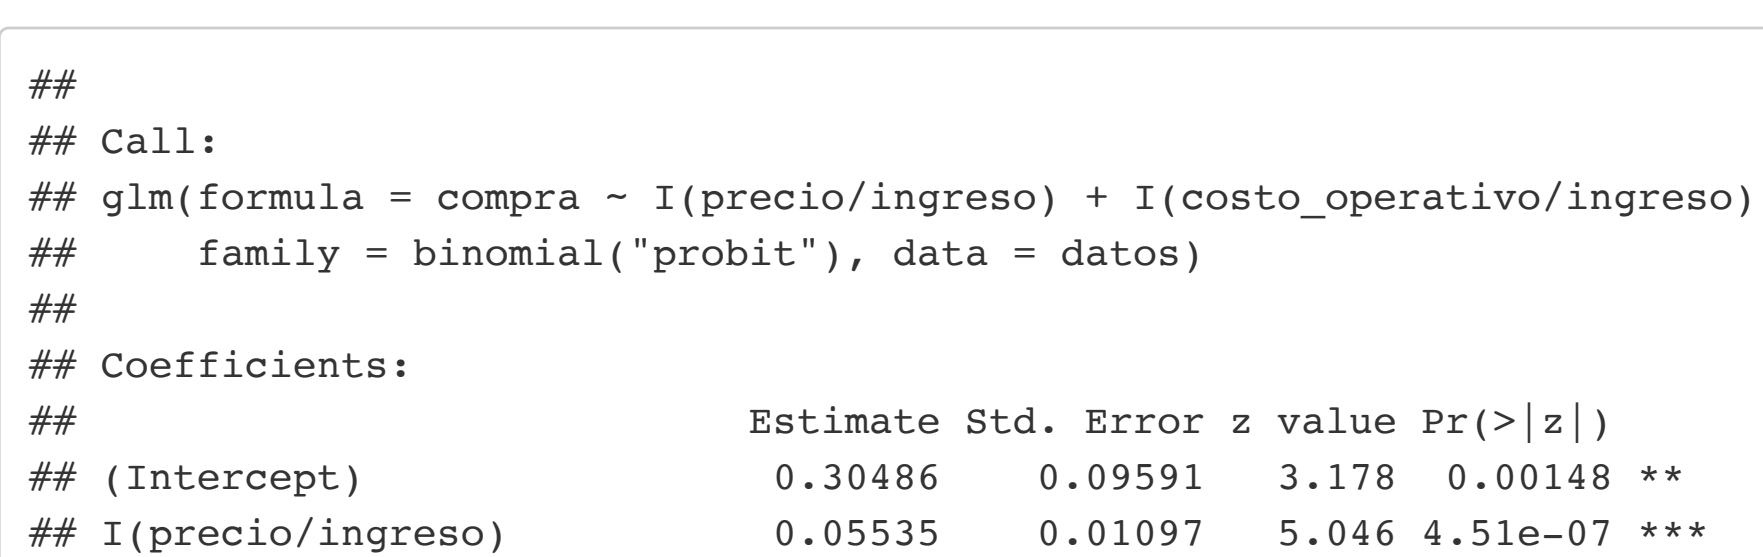 ##
## Call:
## glm(formula = compra ~ I(precio/ingreso) + I(costo_operativo/ingreso)
##     family = binomial("probit"), data = datos)
##
## Coefficients:
##                            Estimate Std. Error z value Pr(>|z|)
## (Intercept)                 0.30486    0.09591   3.178  0.00148 **
## I(precio/ingreso)           0.05535    0.01097   5.046 4.51e-07 ***